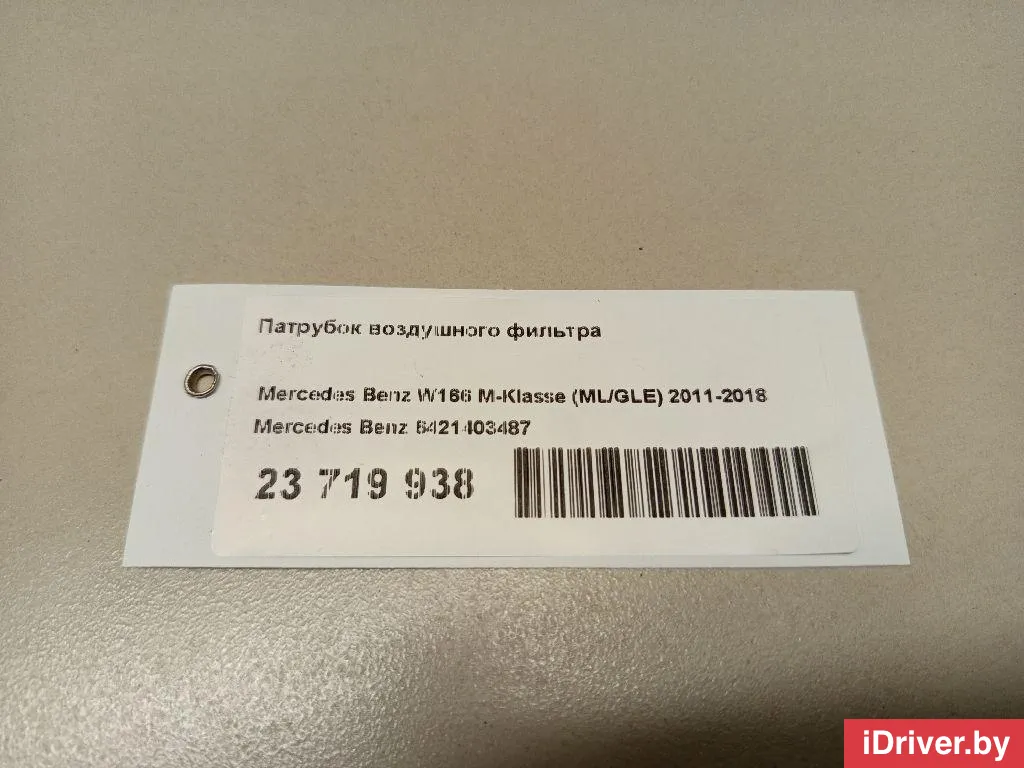 Патрубок воздушного фильтра
Mercedes Benz W166 M-Klasse (ML/GLE) 2011-2018
Mercedes Benz 6421403487
23 719 938
iDriver.by